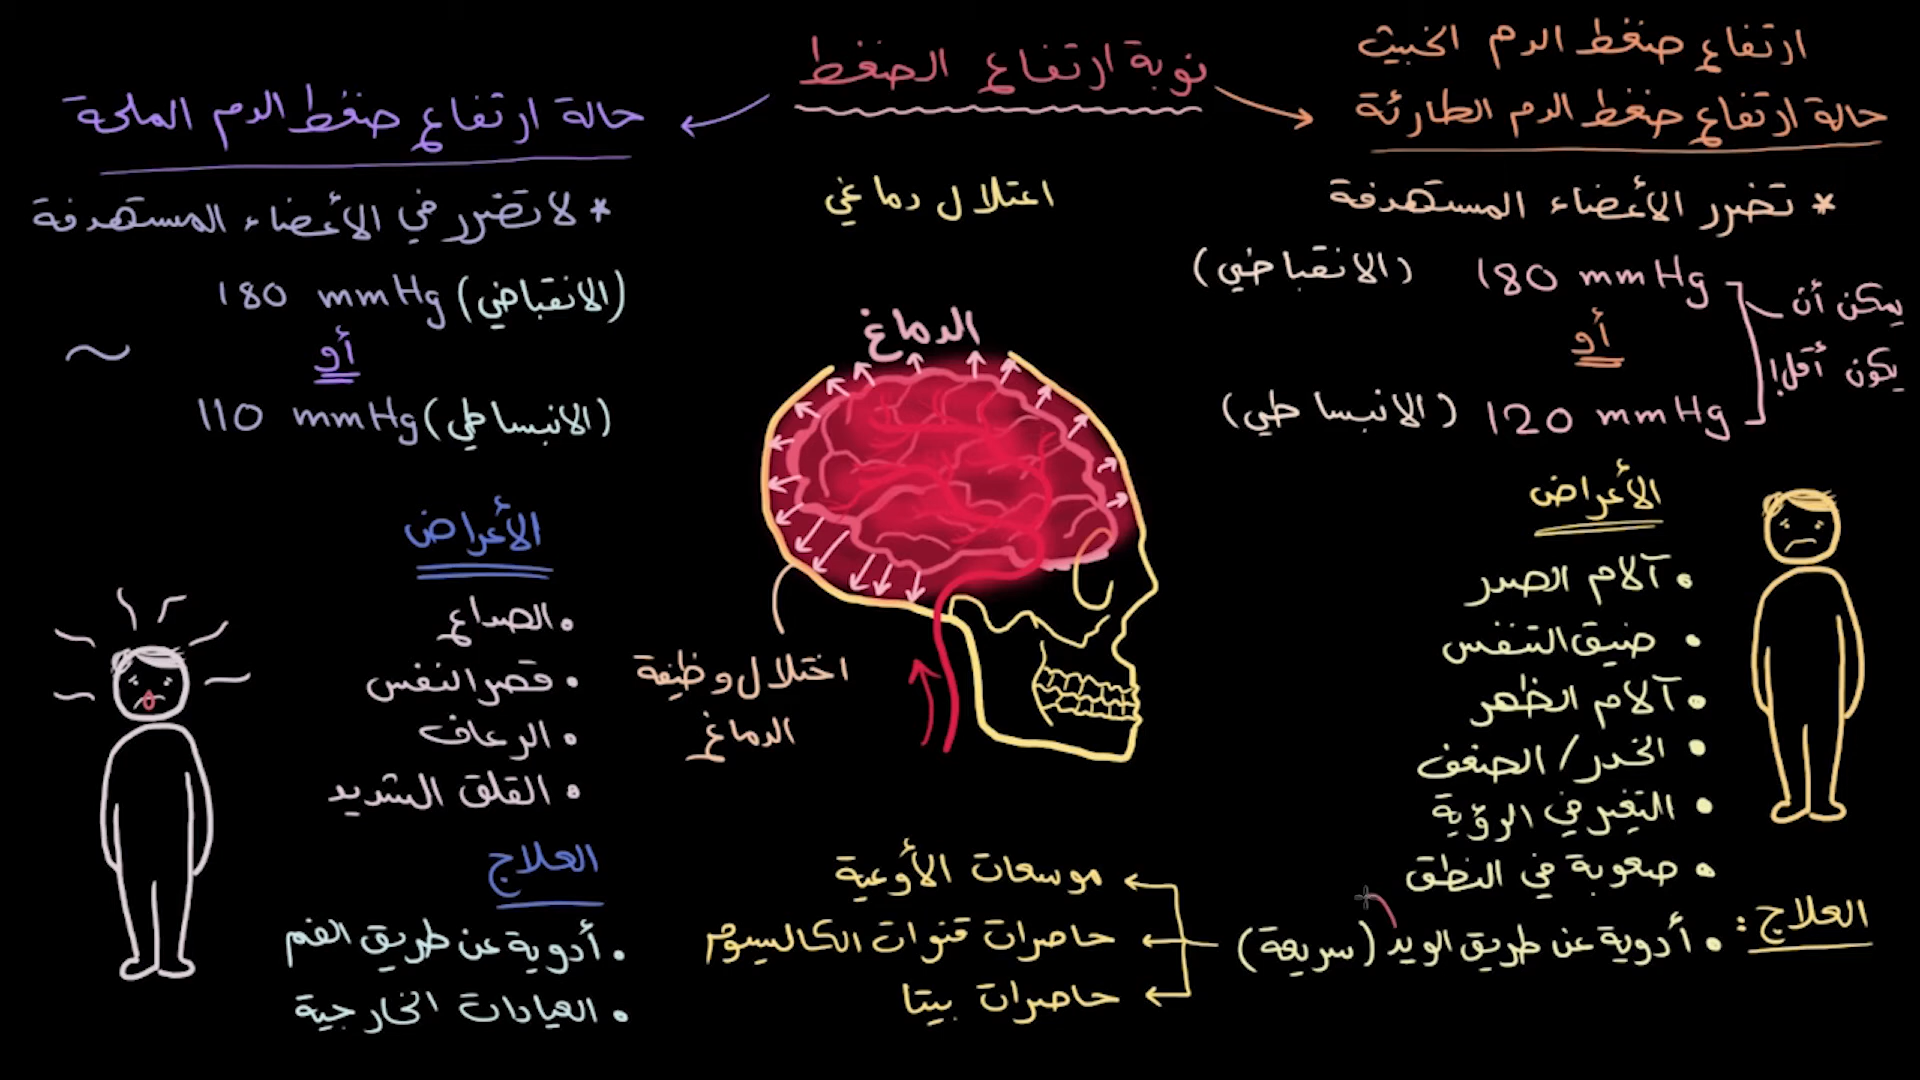 نوبة ارتفاع الضغط
ارتفاع ضغط الدم الخبيث
حالة ارتفاع ضغط الدم الطارئة
* تضرر الأعضاء المستهدفة
180 mmHg (الانقباضي)
أو
120 mmHg (الانبساطي)
يمكن أن
يكون أقل!
الأعراض
• آلام الصدر
• ضيق التنفس
• آلام الظهر
• الخدر/الضعف
• التغير في الرؤية
• صعوبة في النطق
العلاج:
• أدوية عن طريق الوريد (سريعة)
موسعات الأوعية
حاصرات قنوات الكالسيوم
حاصرات بيتا
اعتلال دماغي
الدماغ
اختلال وظيفة
الدماغ
حالة ارتفاع ضغط الدم الملحة
* لا تضرر في الأعضاء المستهدفة
180 mmHg (الانقباضي)
أو
~
110 mmHg (الانبساطي)
الأعراض
• الصداع
• قصر النفس
• الرعاف
• القلق الشديد
العلاج
• أدوية عن طريق الفم
• العيادات الخارجية